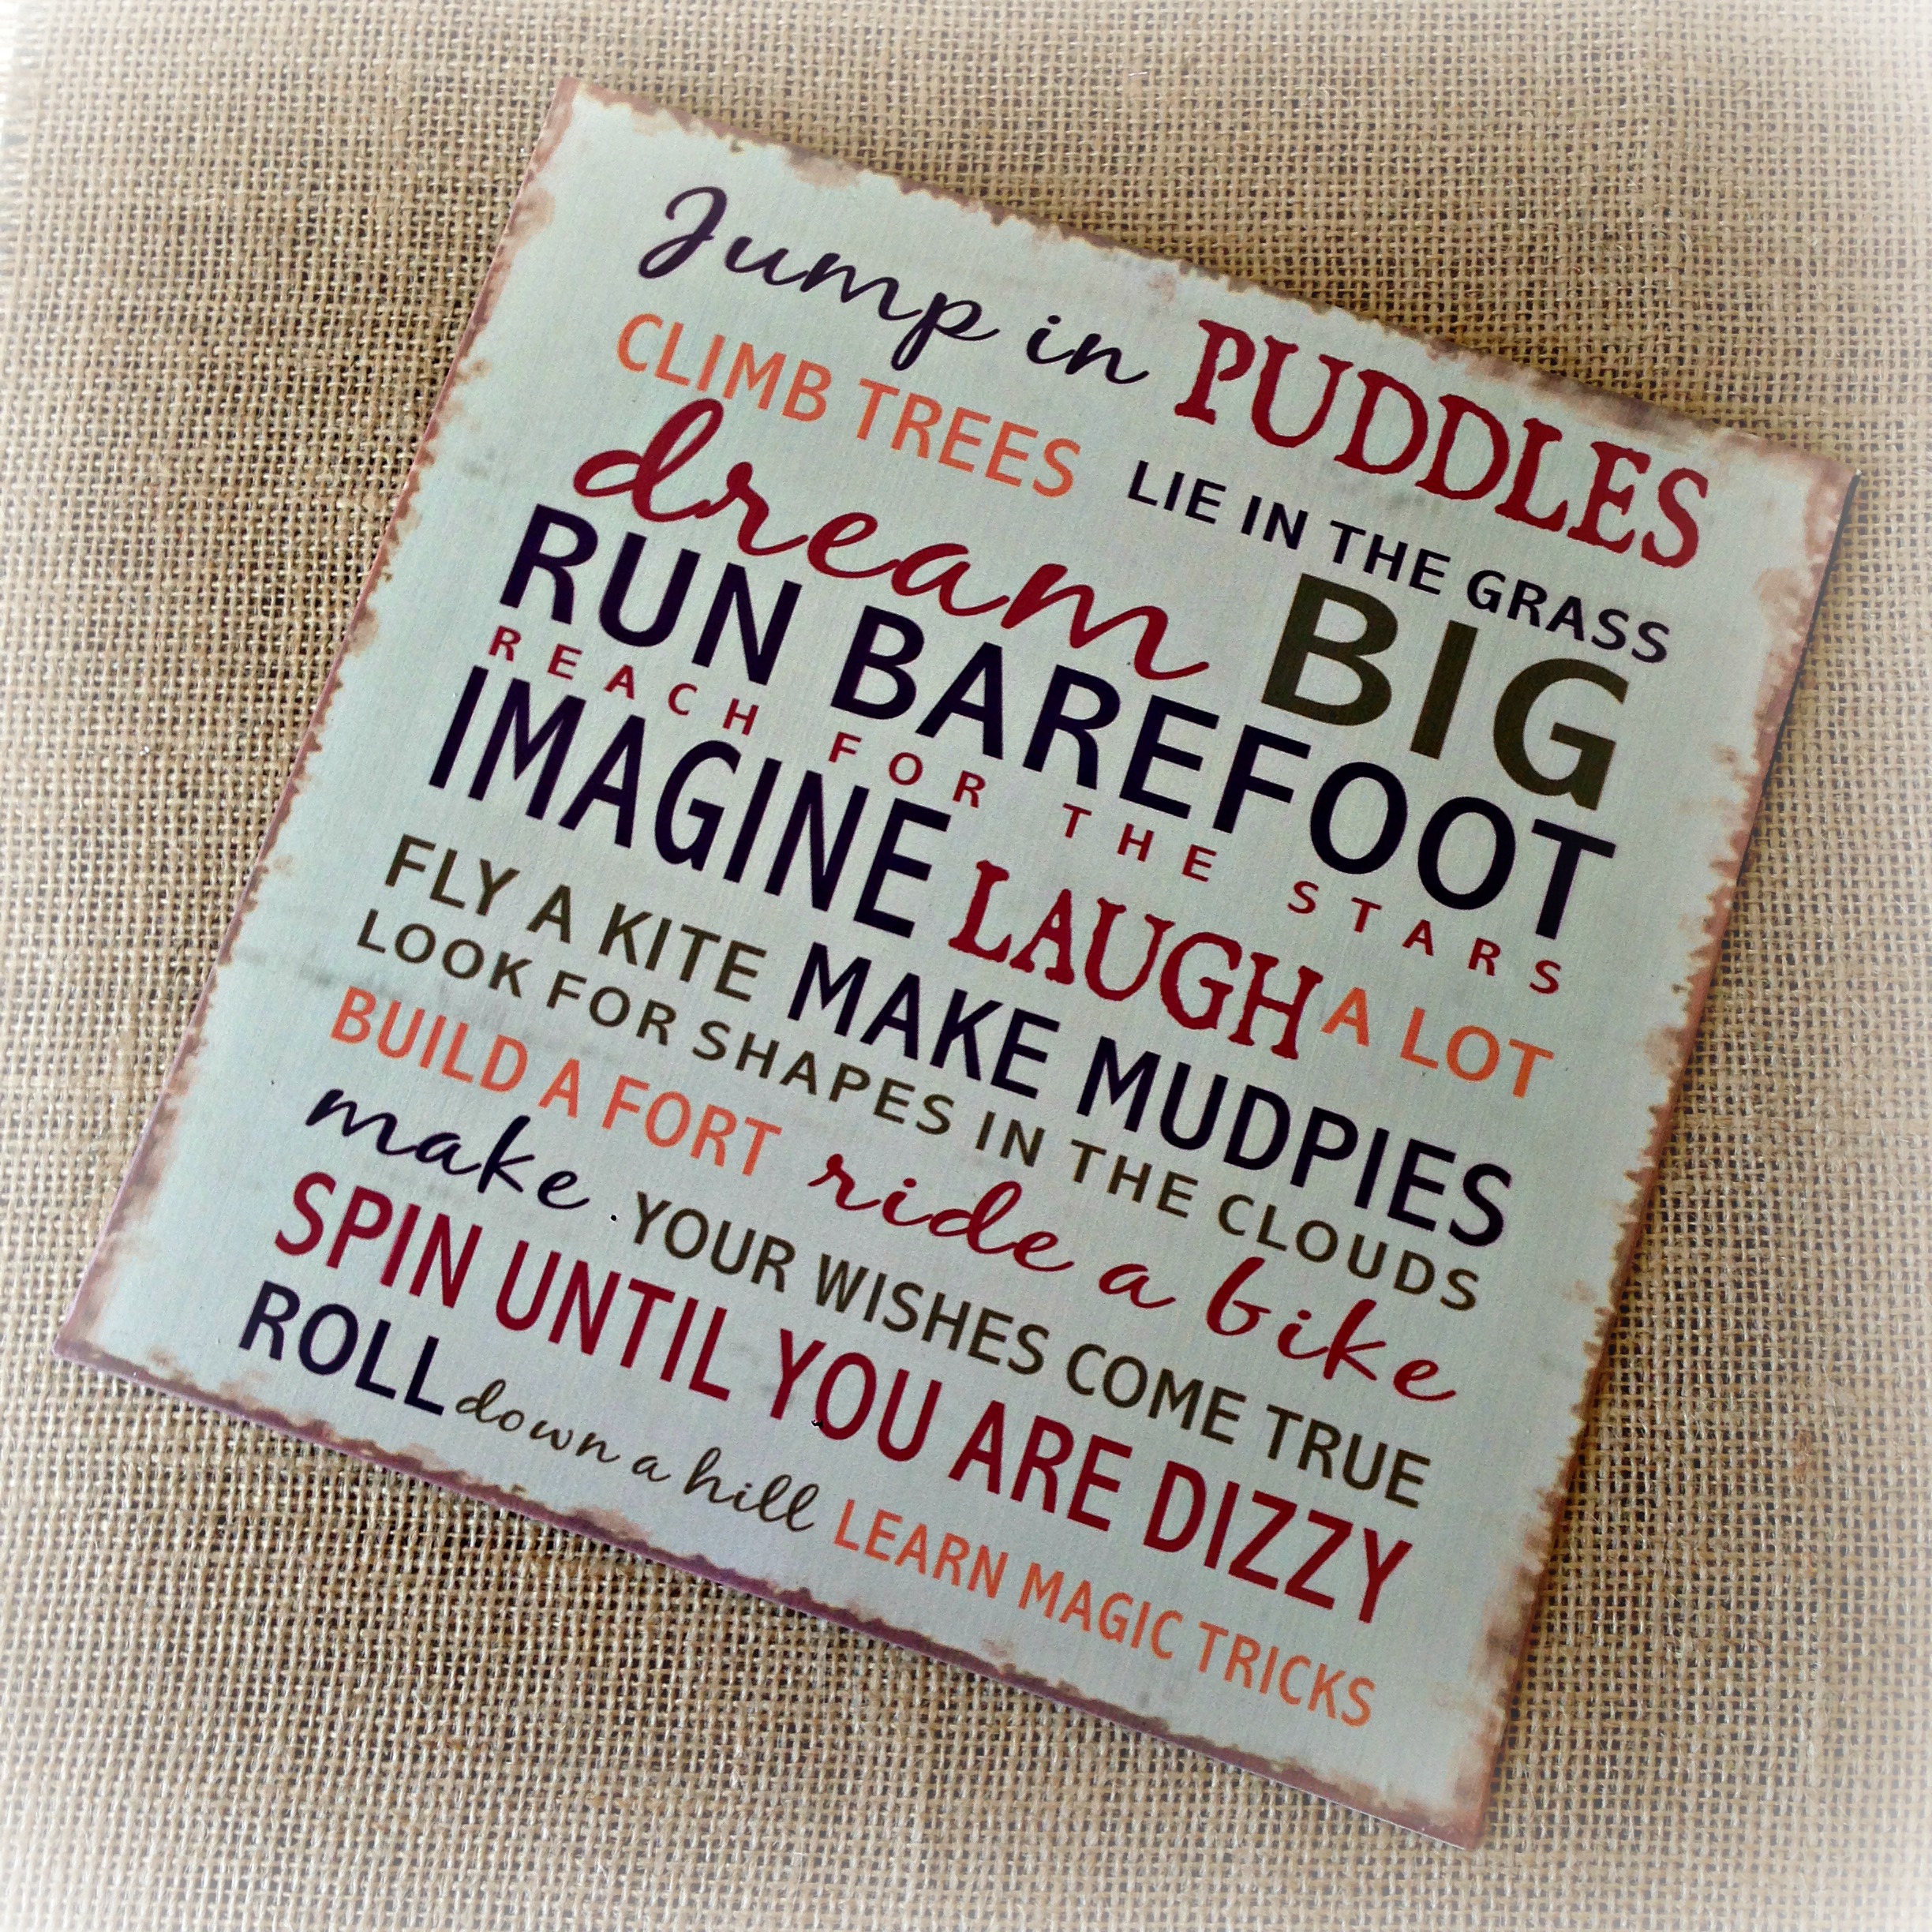 Jump in PUDDLES
CLIMB TREES LIE IN THE GRASS
dream BIG
RUN BAREFOOT
REACH FOR THE STARS
IMAGINE LAUGH A LOT
FLY A KITE MAKE MUDPIES
LOOK FOR SHAPES IN THE CLOUDS
BUILD A FORT ride a bike
make YOUR WISHES COME TRUE
SPIN UNTIL YOU ARE DIZZY
ROLL down a hill LEARN MAGIC TRICKS